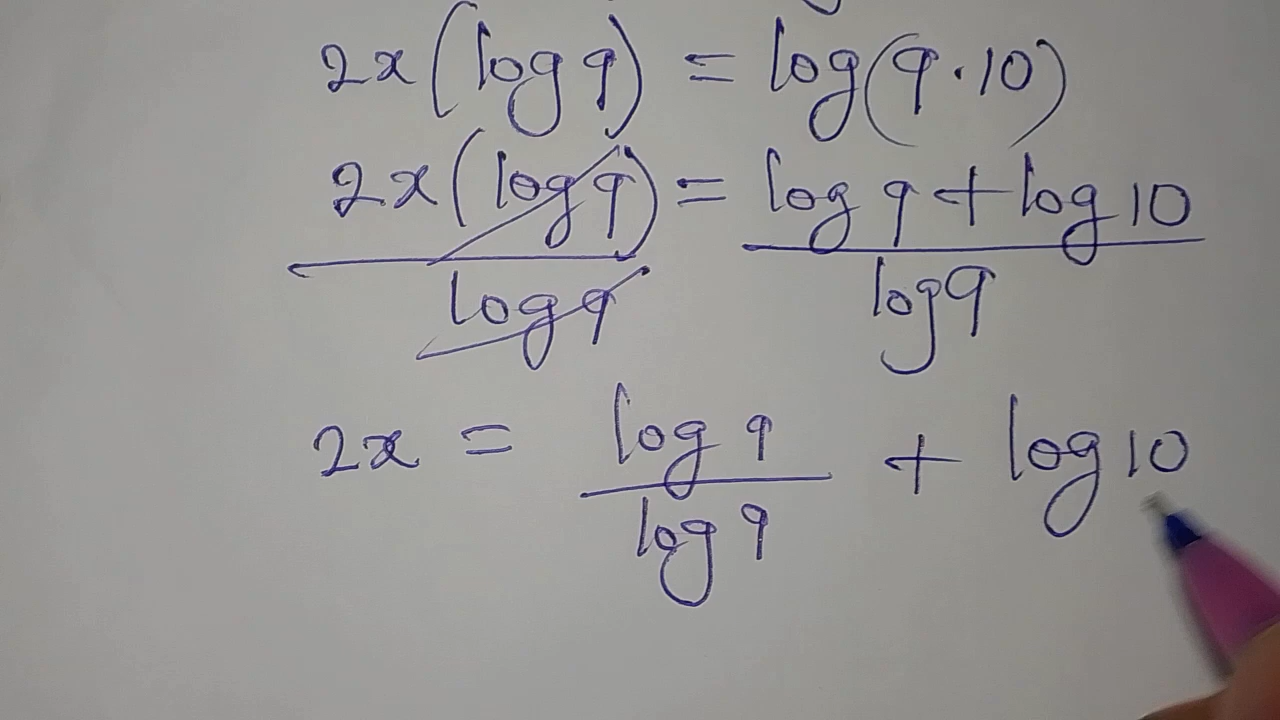 2x(log 9) = log(9·10)
2x(log 9) = log 9 + log 10
log 9 log 9
2x = log 9 + log 10
log 9